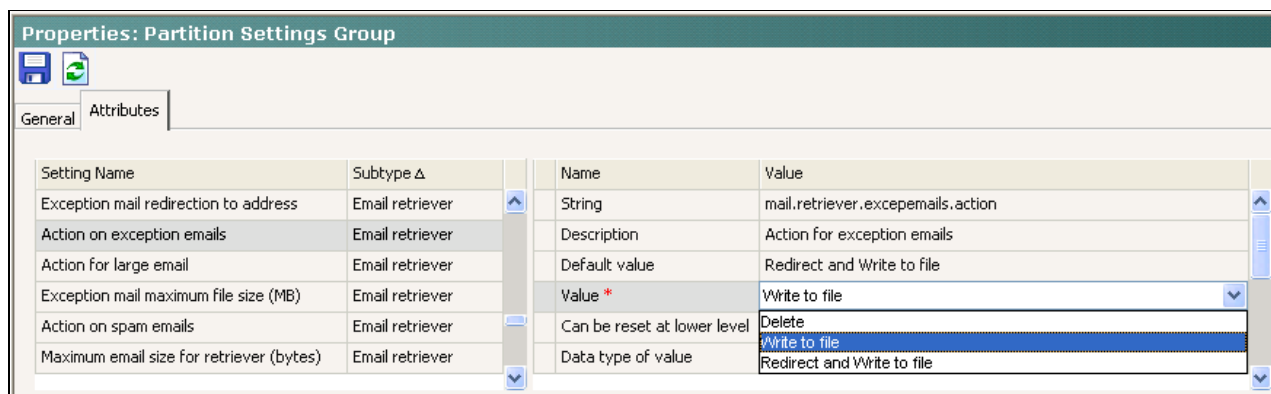 Properties: Partition Settings Group
General Attributes
Setting Name Subtype Δ Name Value
Exception mail redirection to address Email retriever String mail.retriever.excepemails.action
Action on exception emails Email retriever Description Action for exception emails
Action for large email Email retriever Default value Redirect and Write to file
Exception mail maximum file size (MB) Email retriever Value * Write to file
Action on spam emails Email retriever Can be reset at lower level Delete
Write to file
Maximum email size for retriever (bytes) Email retriever Data type of value Redirect and Write to file